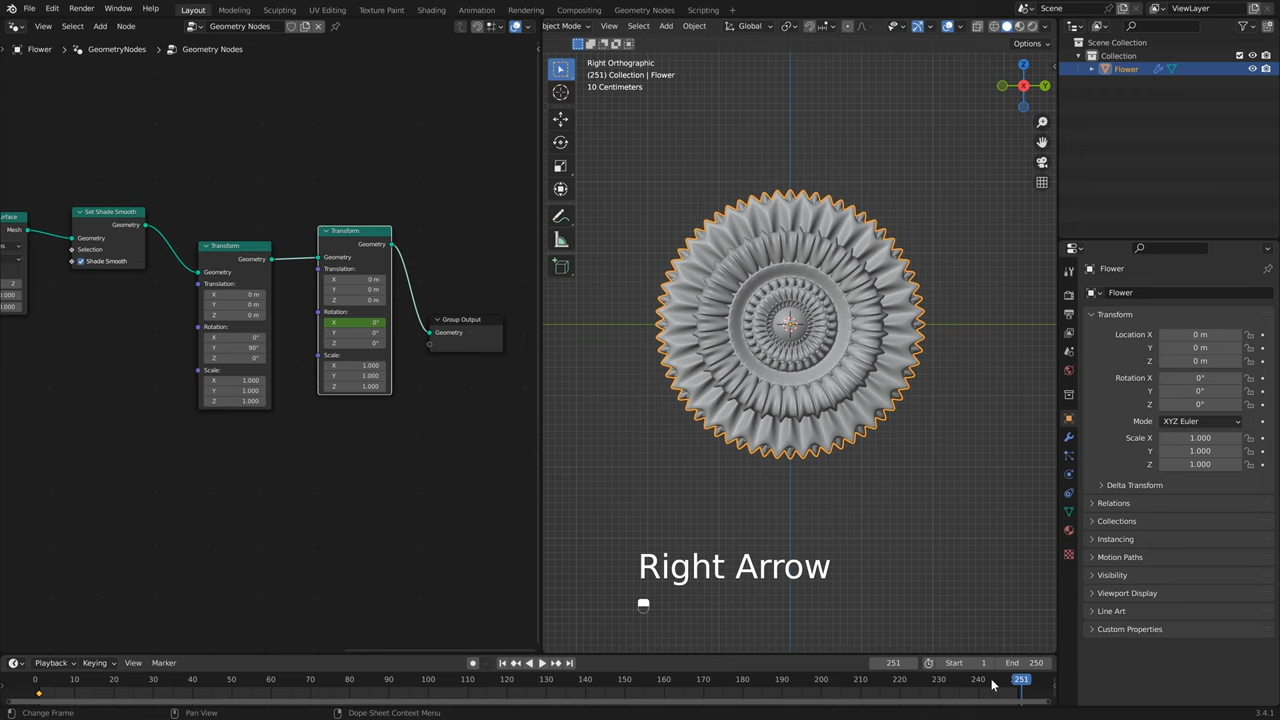 File Edit Render Window Help Layout Modeling Sculpting UV Editing Texture Paint Shading Animation Rendering Compositing Geometry Nodes Scripting + Scene ViewLayer
View Select Add Node Geometry Nodes
Object Mode View Select Add Object Global
Options
Flower > GeometryNodes > Geometry Nodes
Right Orthographic
(251) Collection | Flower
10 Centimeters
Z
X
Y
Scene Collection
Collection
Flower
Mesh
2
Set Shade Smooth
Geometry
Geometry
Selection
Shade Smooth
Transform
Geometry
Geometry
Translation:
X 0 m
Y 0 m
Z 0 m
Rotation:
X 0°
Y 90°
Z 0°
Scale:
X 1.000
Y 1.000
Z 1.000
Transform
Geometry
Geometry
Translation:
X 0 m
Y 0 m
Z 0 m
Rotation:
X 0°
Y 0°
Z 0°
Scale:
X 1.000
Y 1.000
Z 1.000
Group Output
Geometry
Right Arrow
Flower
Flower
Transform
Location X 0 m
Y 0 m
Z 0 m
Rotation X 0°
Y 0°
Z 0°
Mode XYZ Euler
Scale X 1.000
Y 1.000
Z 1.000
Delta Transform
Relations
Collections
Instancing
Motion Paths
Visibility
Viewport Display
Line Art
Custom Properties
Playback Keying View Marker 251 Start 1 End 250
0 10 20 30 40 50 60 70 80 90 100 110 120 130 140 150 160 170 180 190 200 210 220 230 240 251
Change Frame Pan View Dope Sheet Context Menu 3.4.1